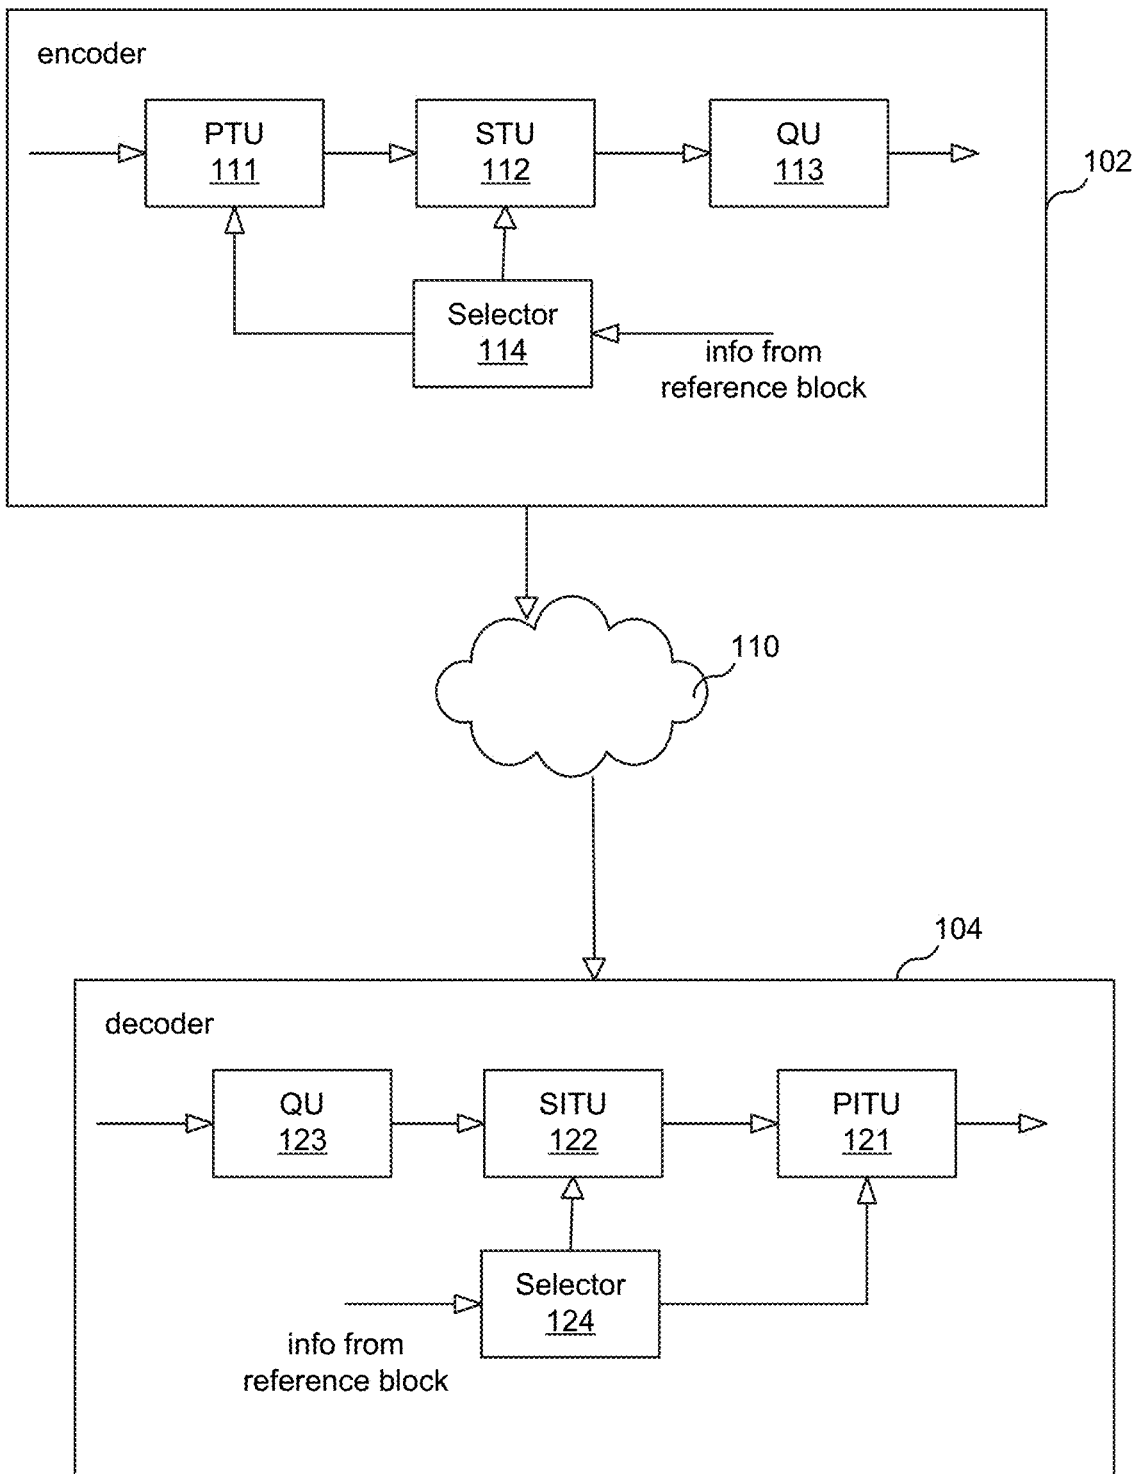 encoder
PTU
111
STU
112
QU
113
102
Selector
114
info from
reference block
110
104
decoder
QU
123
SITU
122
PITU
121
Selector
124
info from
reference block